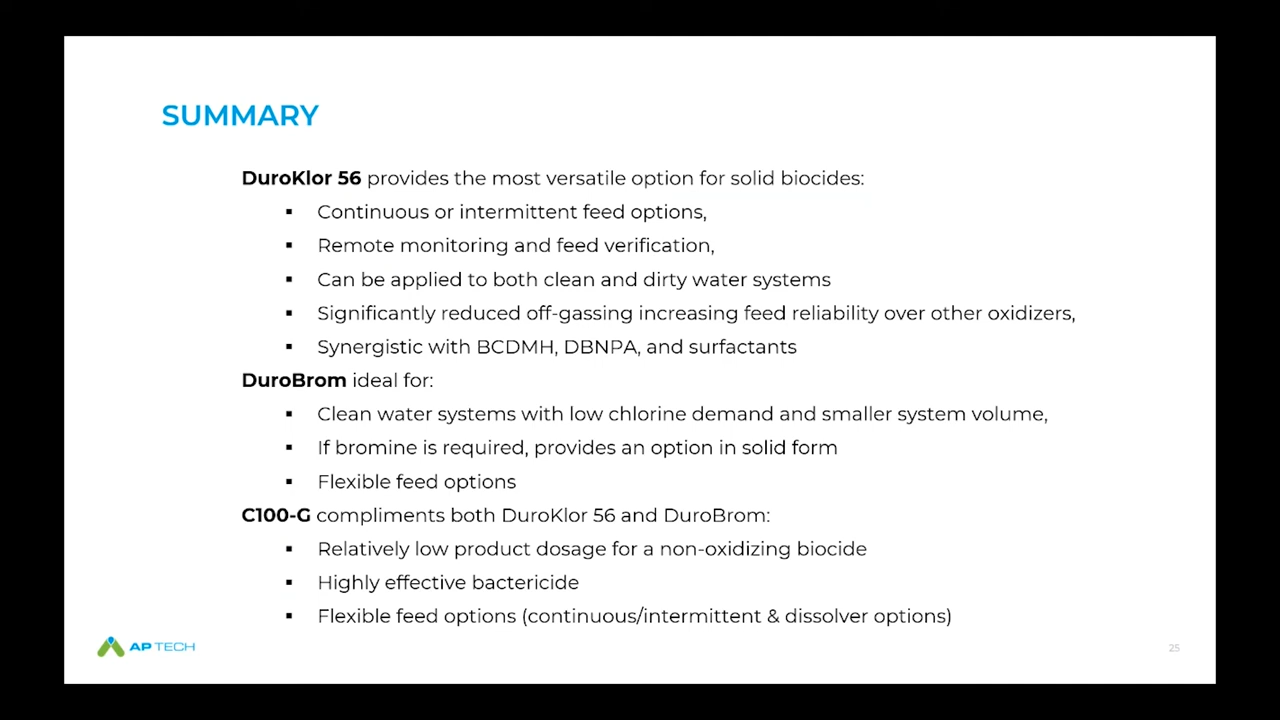 SUMMARY
DuroKlor 56 provides the most versatile option for solid biocides:
▪ Continuous or intermittent feed options,
▪ Remote monitoring and feed verification,
▪ Can be applied to both clean and dirty water systems
▪ Significantly reduced off-gassing increasing feed reliability over other oxidizers,
▪ Synergistic with BCDMH, DBNPA, and surfactants
DuroBrom ideal for:
▪ Clean water systems with low chlorine demand and smaller system volume,
▪ If bromine is required, provides an option in solid form
▪ Flexible feed options
C100-G compliments both DuroKlor 56 and DuroBrom:
▪ Relatively low product dosage for a non-oxidizing biocide
▪ Highly effective bactericide
▪ Flexible feed options (continuous/intermittent & dissolver options)
AP TECH
25